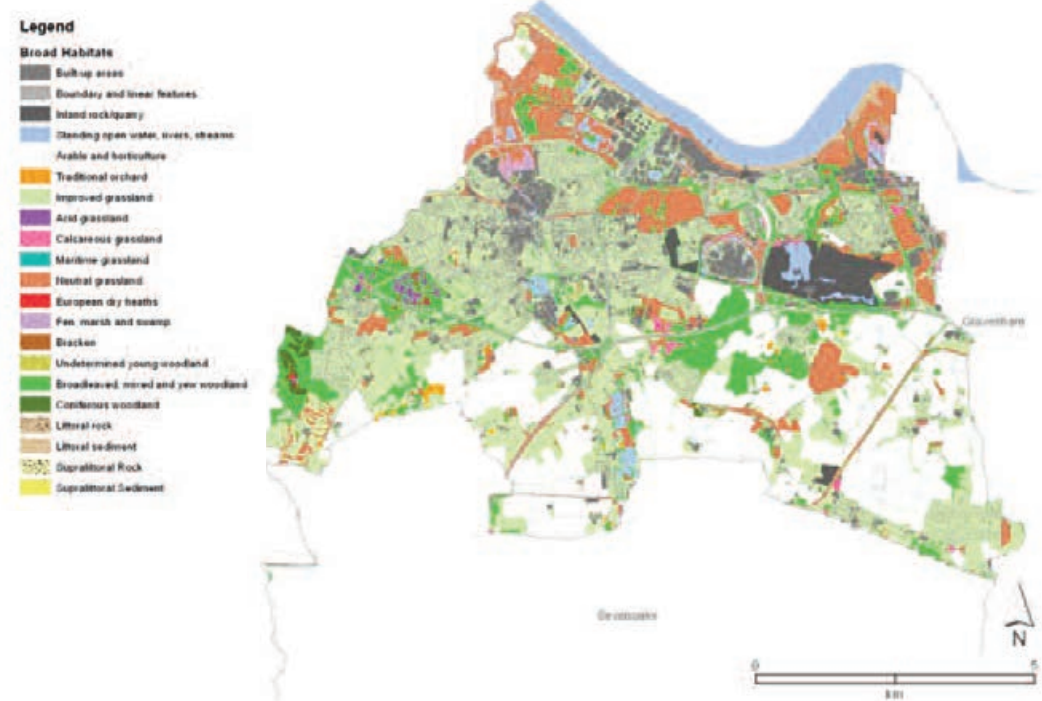 Legend
Broad Habitats
Built-up areas
Boundary and linear features
Inland rock/quarry
Standing open water, rivers, streams
Arable and horticulture
Traditional orchard
Improved grassland
Acid grassland
Calcareous grassland
Maritime grassland
Neutral grassland
European dry heaths
Fen, marsh and swamp
Bracken
Undetermined young woodland
Broadleaved, mixed and yew woodland
Coniferous woodland
Littoral rock
Littoral sediment
Supralittoral Rock
Supralittoral Sediment
Gravesham
Sevenoaks
N
0 5
km